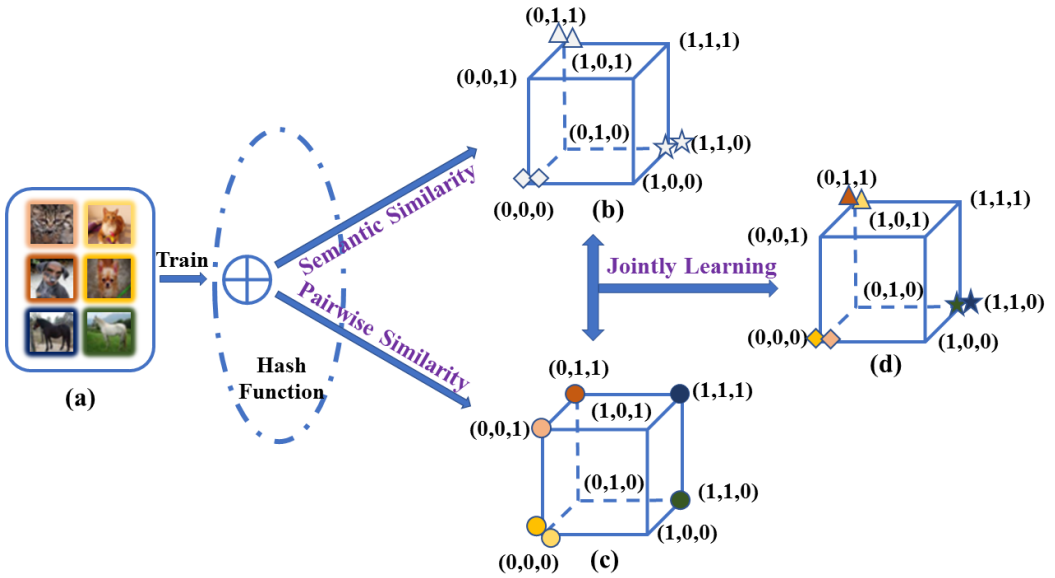 (a)
Train
Hash
Function
Semantic Similarity
Pairwise Similarity
(0,1,1)
(1,1,1)
(0,0,1)
(1,0,1)
(0,1,0)
(1,1,0)
(1,0,0)
(0,0,0)
(b)
Jointly Learning
(0,1,1)
(1,1,1)
(1,0,1)
(0,0,1)
(0,1,0)
(1,1,0)
(1,0,0)
(0,0,0)
(c)
(0,1,1)
(1,1,1)
(1,0,1)
(0,0,1)
(0,1,0)
(1,1,0)
(0,0,0)
(1,0,0)
(d)